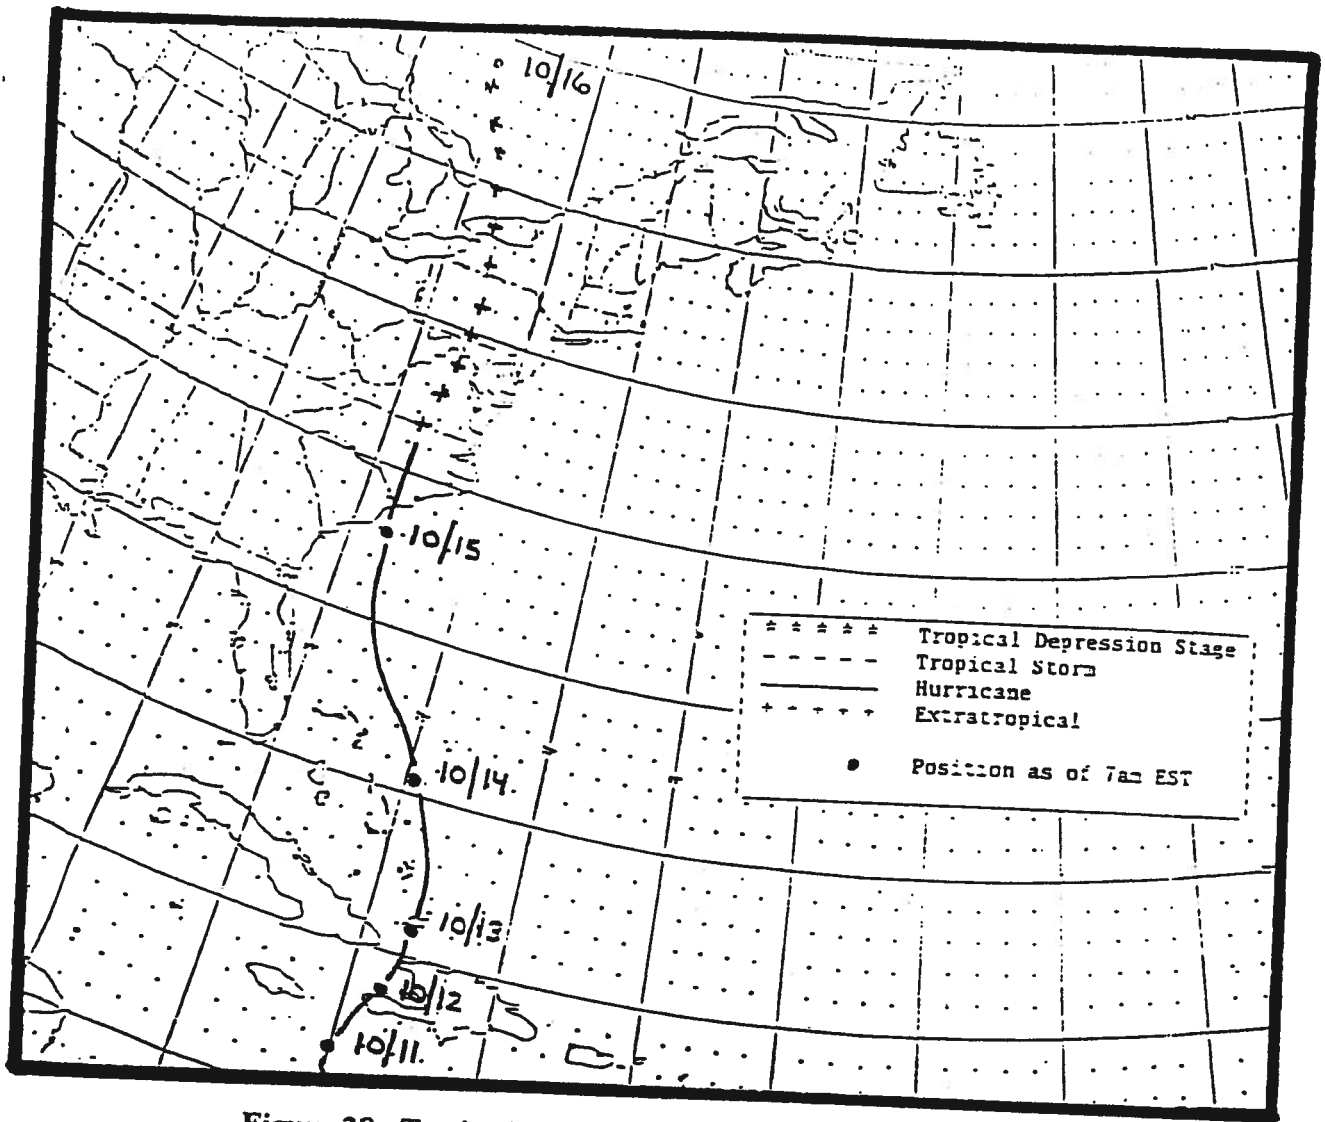 10/16
10/15
10/14
10/13
10/12
10/11
Tropical Depression Stage
Tropical Storm
Hurricane
Extratropical
Position as of 7am EST